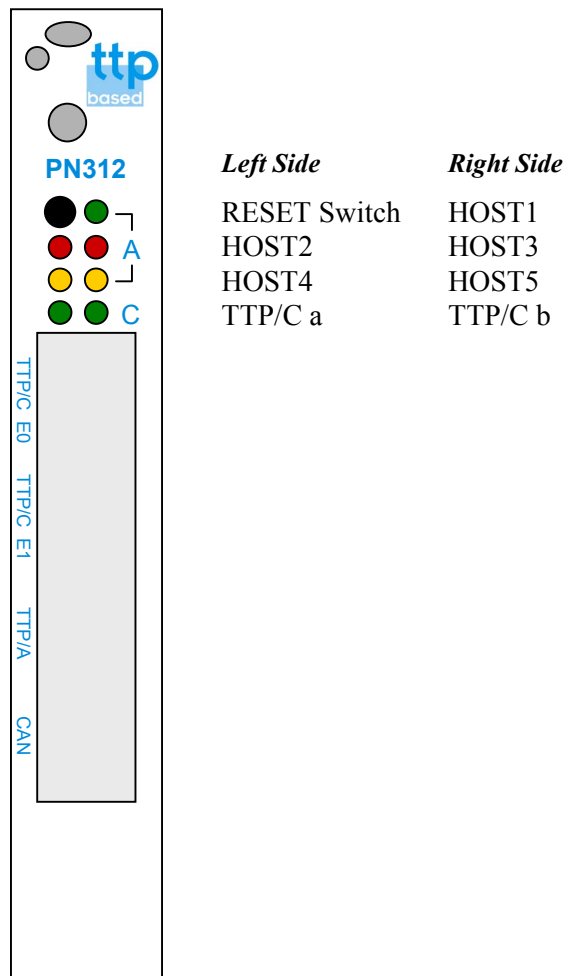 ttp
based
PN312
A
C
TTP/C E0
TTP/C E1
TTP/A
CAN
Left Side Right Side
RESET Switch HOST1
HOST2 HOST3
HOST4 HOST5
TTP/C a TTP/C b